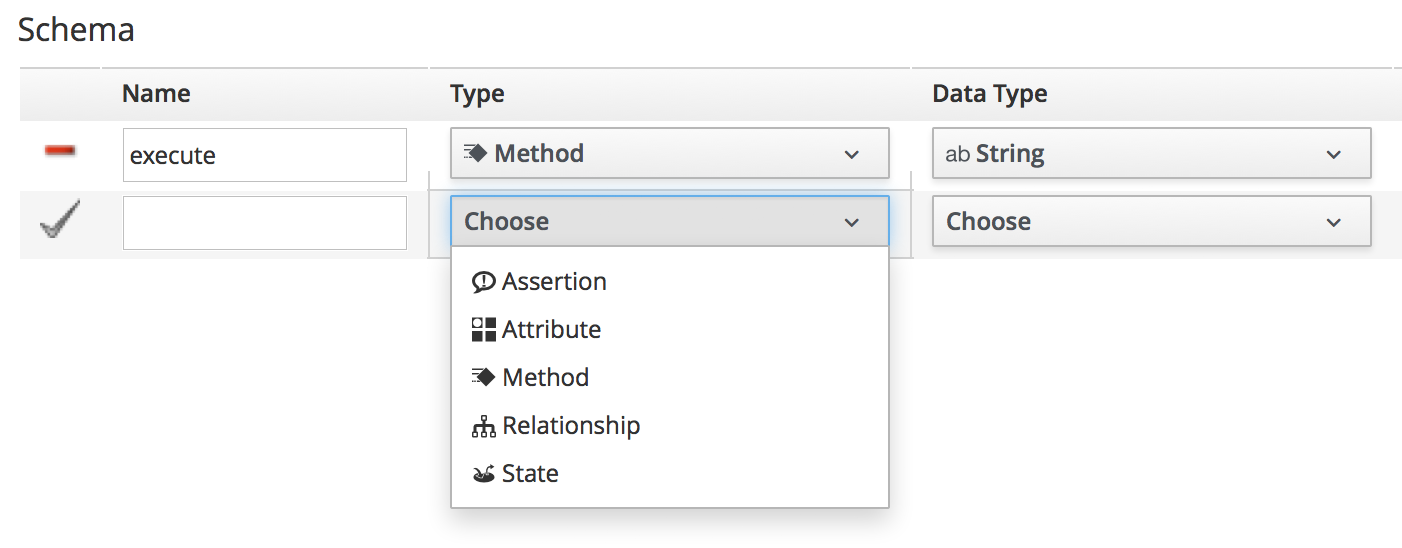 Schema
Name Type Data Type
execute Method ab String
Choose Choose
Assertion
Attribute
Method
Relationship
State